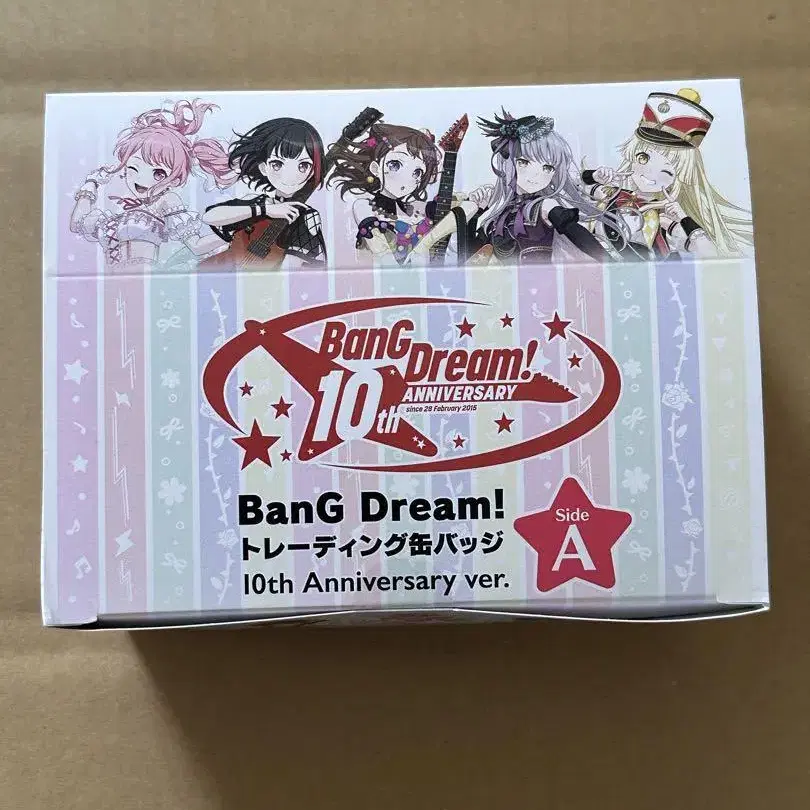 BanG
Dream!
10th
ANNIVERSARY
since 28 February 2015
BanG Dream!
トレーディング缶バッジ
10th Anniversary ver.
Side
A